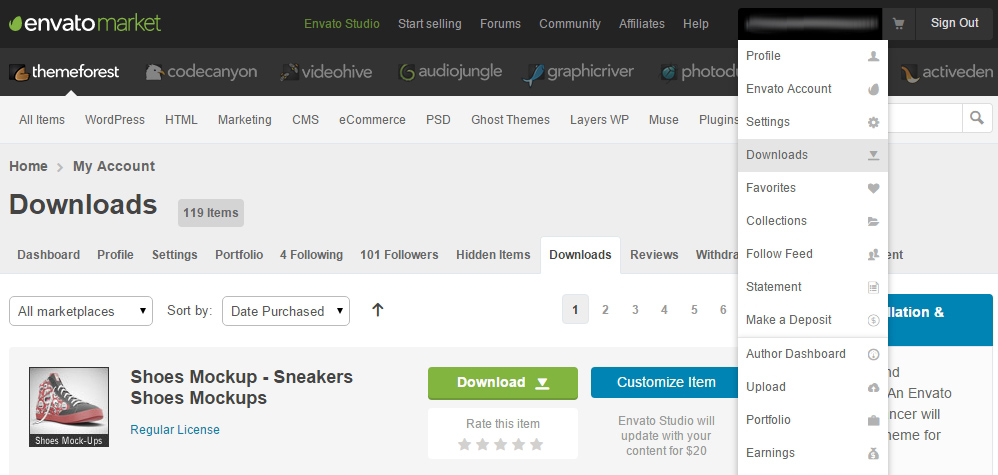 envatomarket
Envato Studio Start selling Forums Community Affiliates Help
Sign Out
themeforest codecanyon videohive audiojungle graphicriver photod activeden
All Items WordPress HTML Marketing CMS eCommerce PSD Ghost Themes Layers WP Muse Plugins
Profile
Envato Account
Settings
Downloads
Favorites
Collections
Follow Feed
Statement
Make a Deposit
Author Dashboard
Upload
Portfolio
Earnings
Home > My Account
Downloads 119 Items
Dashboard Profile Settings Portfolio 4 Following 101 Followers Hidden Items Downloads Reviews Withdra ent
All marketplaces Sort by: Date Purchased
1 2 3 4 5 6
Shoes Mockup - Sneakers
Shoes Mockups
Regular License
Shoes Mock-Ups
Download
Rate this item
Customize Item
Envato Studio will
update with your
content for $20
llation &
nd
An Envato
ncer will
heme for